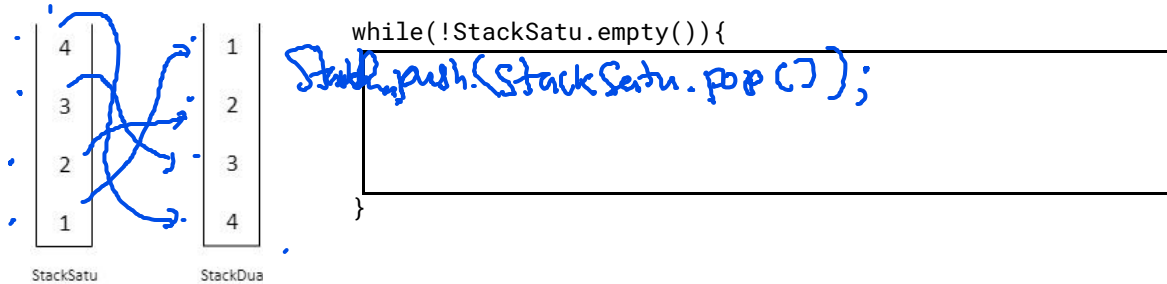 while(!StackSatu.empty()){
.push(StackSatu.pop());
4 1
3 2
2 3
1 4
}
StackSatu StackDua